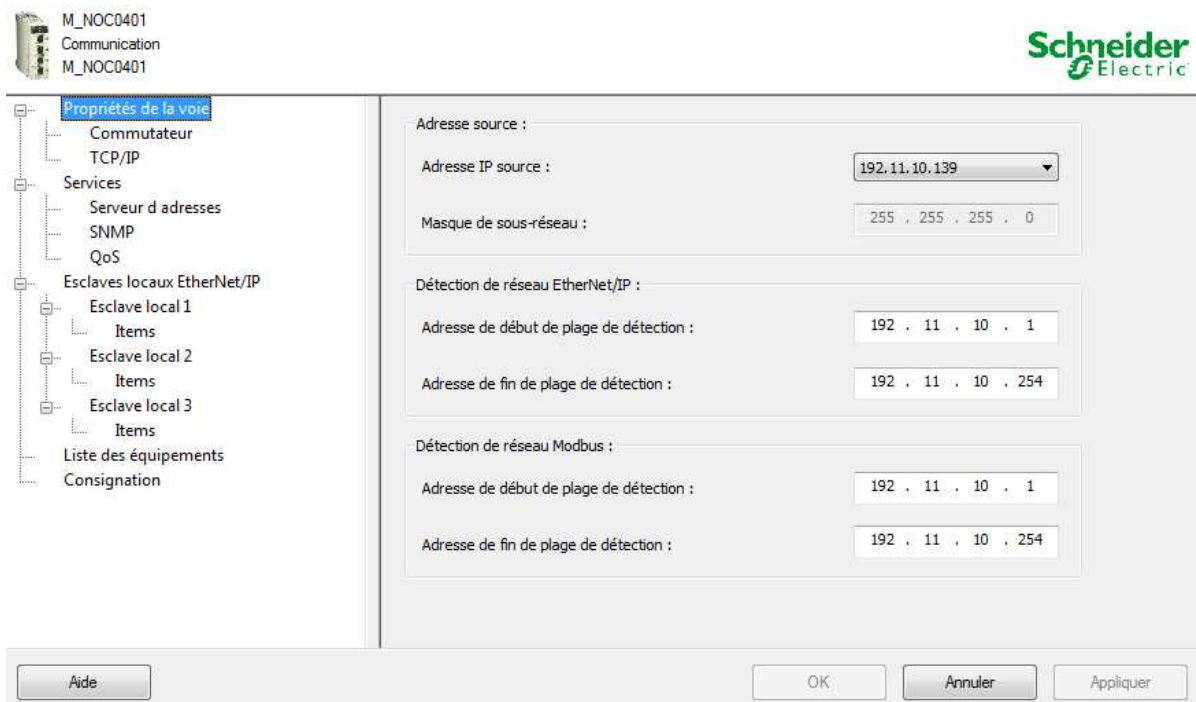 M_NOC0401
Communication
M_NOC0401
Schneider
Electric
Propriétés de la voie
Commutateur
TCP/IP
Services
Serveur d adresses
SNMP
QoS
Esclaves locaux EtherNet/IP
Esclave local 1
Items
Esclave local 2
Items
Esclave local 3
Items
Liste des équipements
Consignation
Adresse source :
Adresse IP source : 192.11.10.139
Masque de sous-réseau : 255 . 255 . 255 . 0
Détection de réseau EtherNet/IP :
Adresse de début de plage de détection : 192 . 11 . 10 . 1
Adresse de fin de plage de détection : 192 . 11 . 10 . 254
Détection de réseau Modbus :
Adresse de début de plage de détection : 192 . 11 . 10 . 1
Adresse de fin de plage de détection : 192 . 11 . 10 . 254
Aide OK Annuler Appliquer